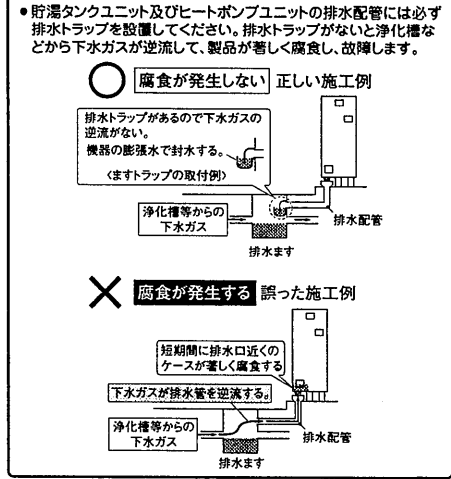 ●貯湯タンクユニット及びヒートポンプユニットの排水配管には必ず
排水トラップを設置してください。排水トラップがないと浄化槽な
どから下水ガスが逆流して、製品が著しく腐食し、故障します。
腐食が発生しない 正しい施工例
排水トラップがあるので下水ガスの
逆流がない。
機器の膨張水で封水する。
〈ますトラップの取付例〉
浄化槽等からの
下水ガス
排水配管
排水ます
腐食が発生する 誤った施工例
短期間に排水口近くの
ケースが著しく腐食する
下水ガスが排水管を逆流する。
浄化槽等からの
下水ガス
排水配管
排水ます